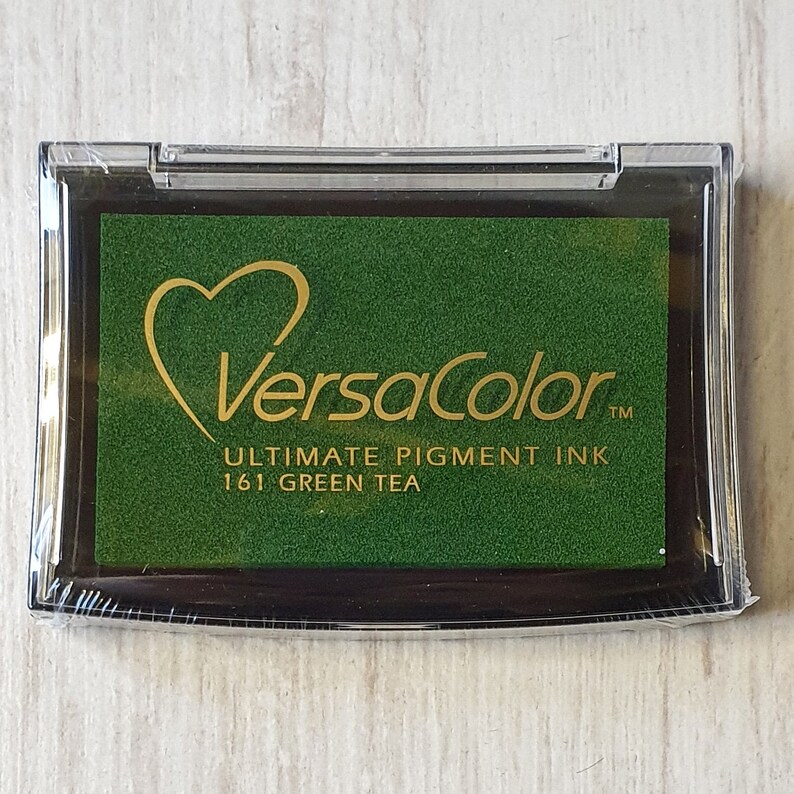 VersaColor™
ULTIMATE PIGMENT INK
161 GREEN TEA